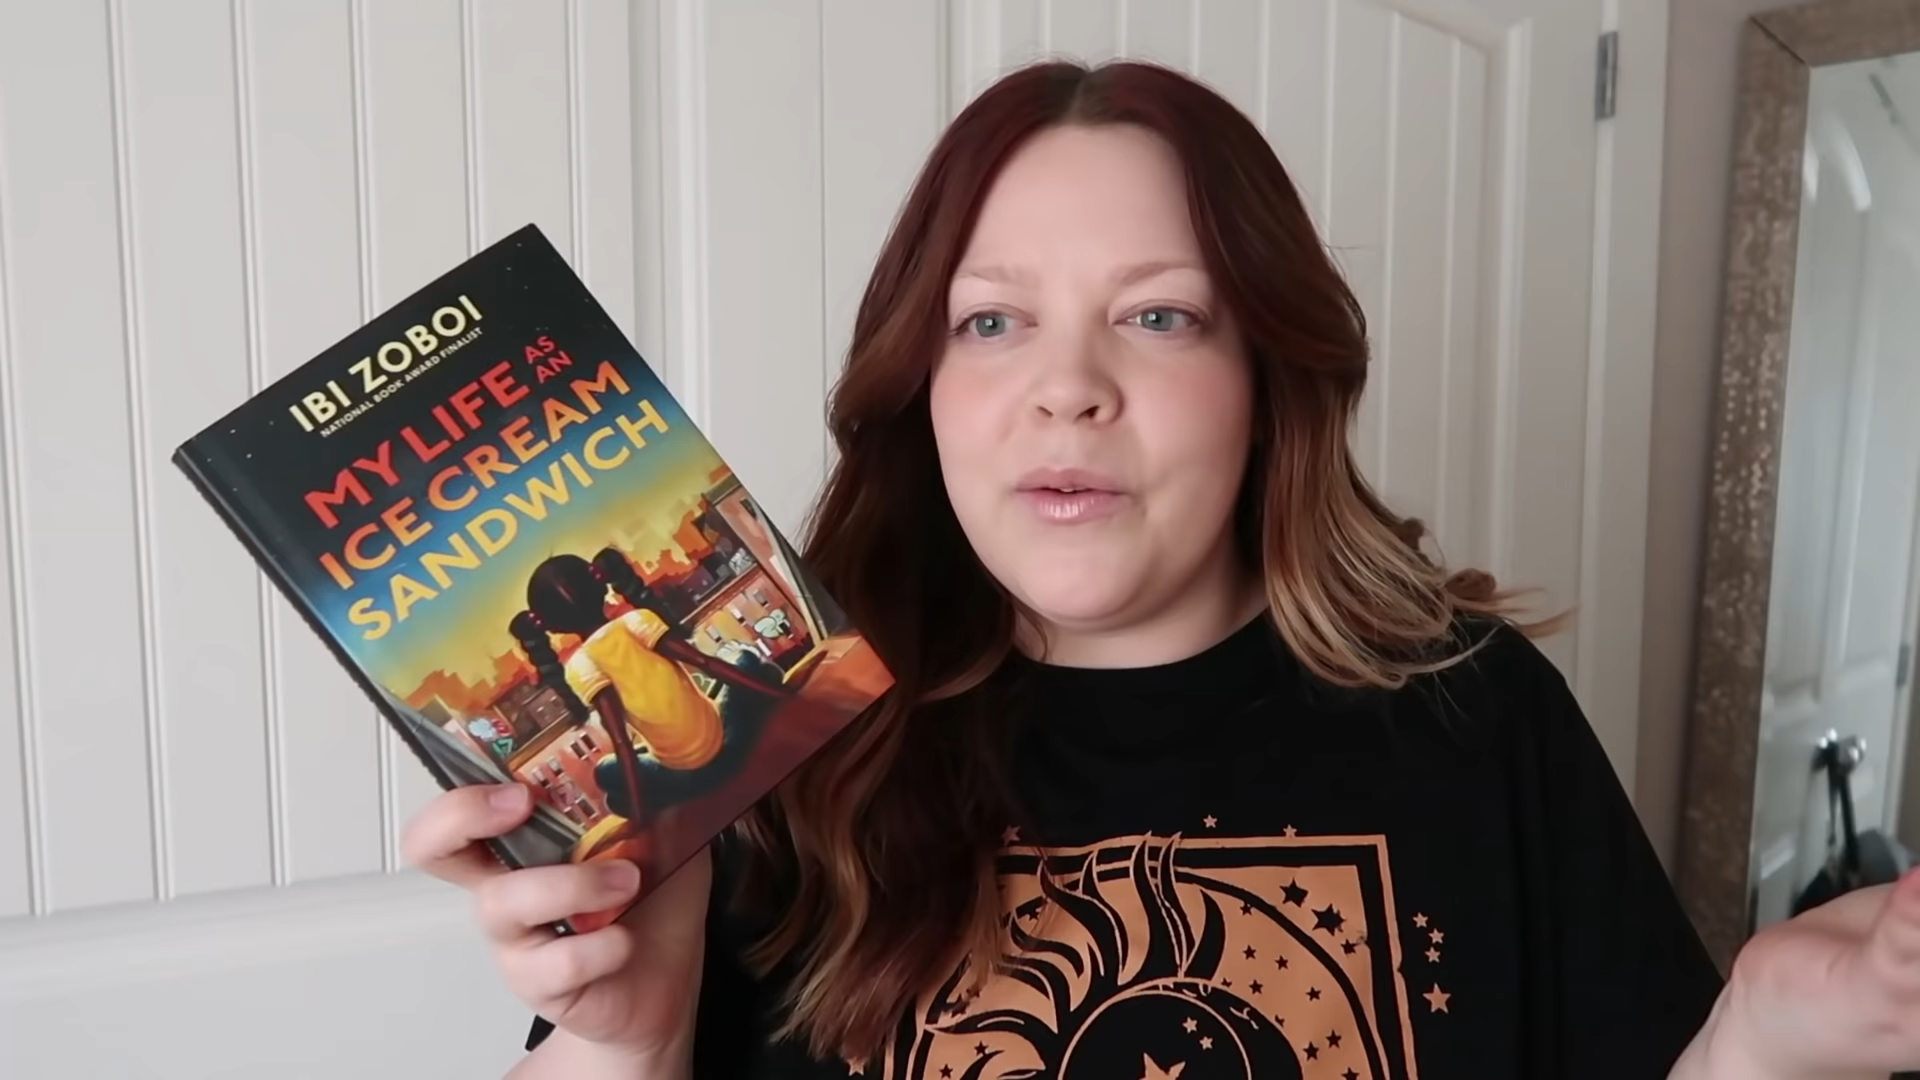 IBI ZOBOI
NATIONAL BOOK AWARD FINALIST
MY LIFE AS AN
ICE CREAM
SANDWICH